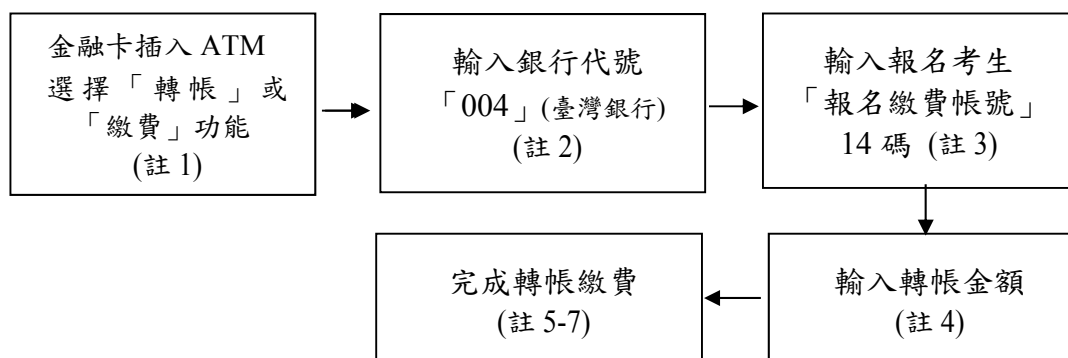 金融卡插入 ATM
選擇「轉帳」或
「繳費」功能
(註 1)
輸入銀行代號
「004」(臺灣銀行)
(註 2)
輸入報名考生
「報名繳費帳號」
14 碼 (註 3)
輸入轉帳金額
(註 4)
完成轉帳繳費
(註 5-7)